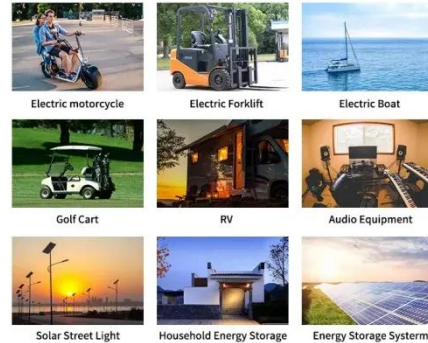 Electric motorcycle
Electric Forklift
Electric Boat
Golf Cart
RV
Audio Equipment
Solar Street Light
Household Energy Storage
Energy Storage Systerm